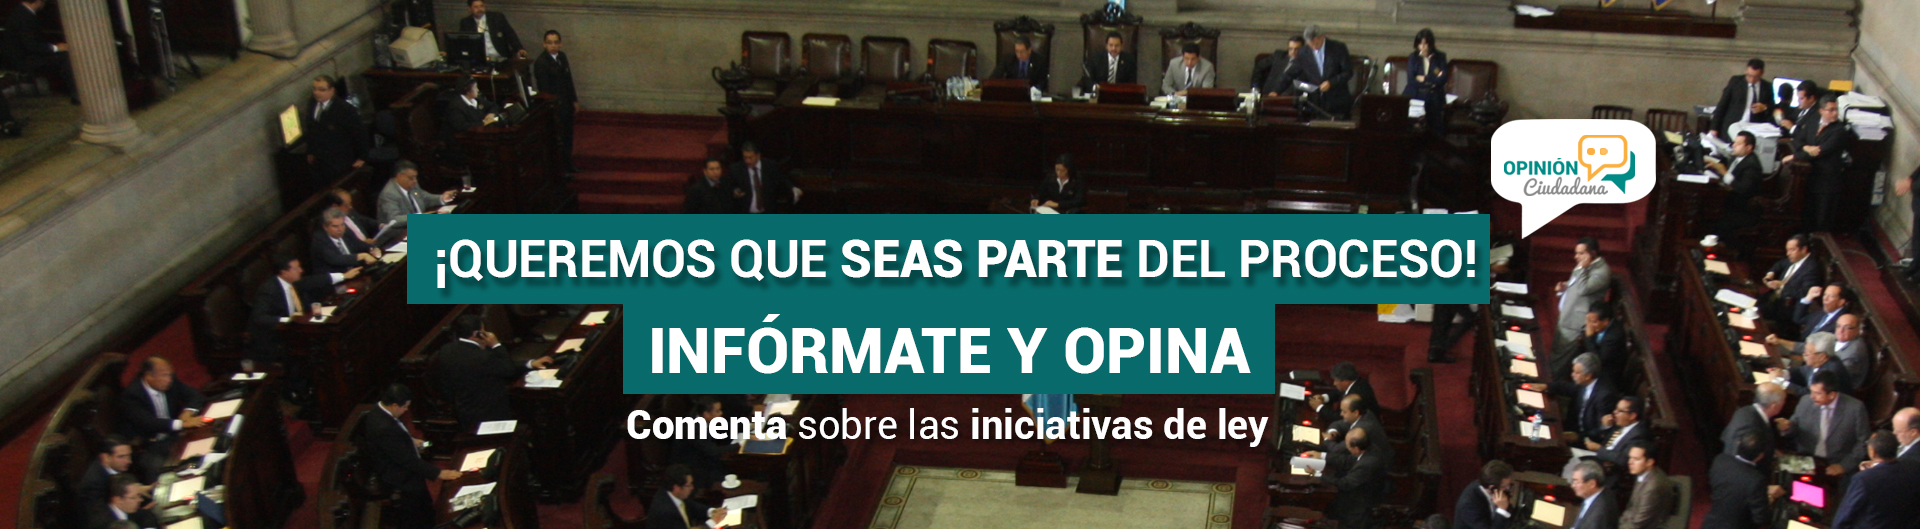 OPINIÓN
Ciudadana
¡QUEREMOS QUE SEAS PARTE DEL PROCESO!
INFÓRMATE Y OPINA
Comenta sobre las iniciativas de ley